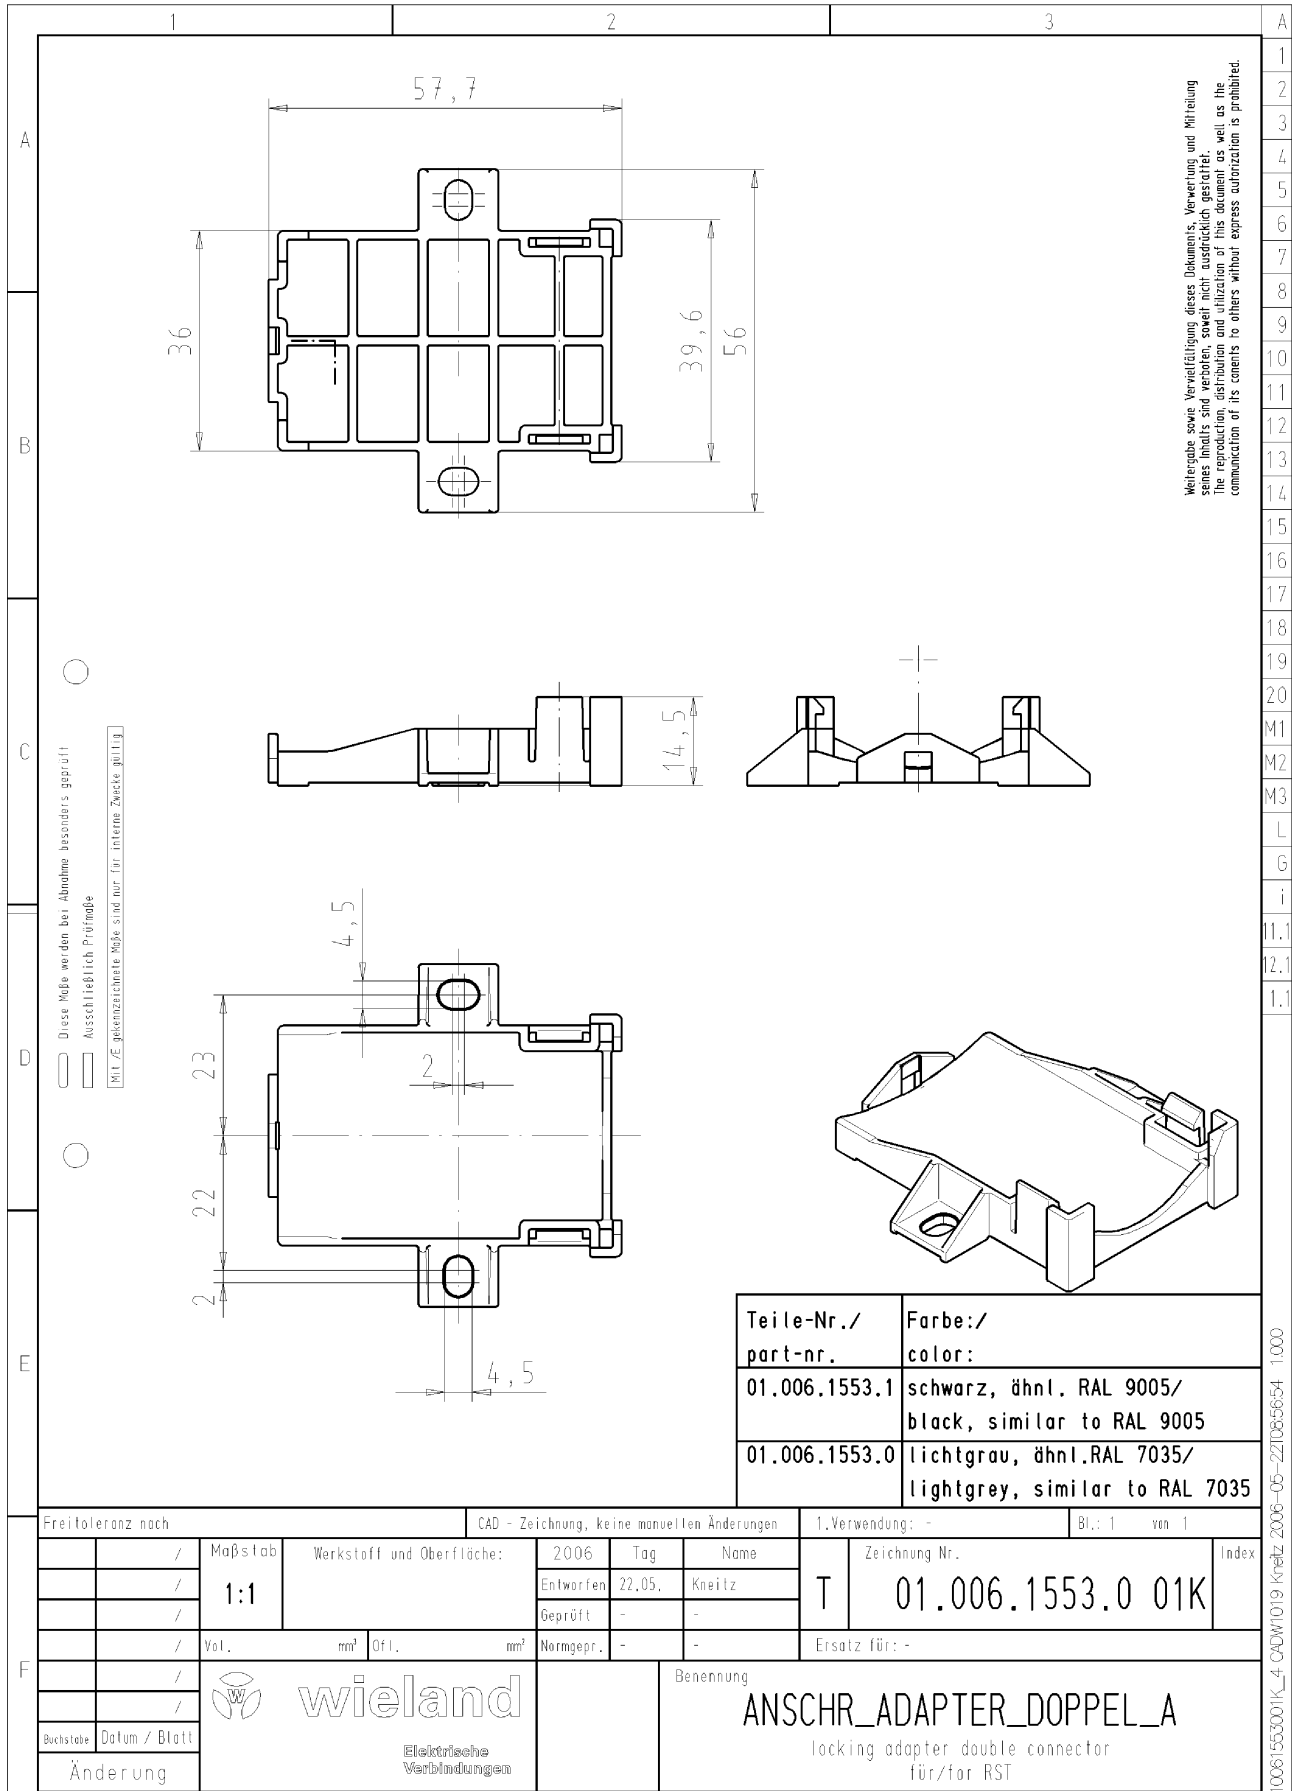 1
2
3
A
1
2
3
4
5
6
7
8
9
10
11
12
13
14
15
16
17
18
19
20
M1
M2
M3
L
G
i
11.1
12.1
1.1
A
B
C
D
E
F
Weitergabe sowie Vervielfältigung dieses Dokuments, Verwertung und Mitteilung
seines Inhalts sind verboten, soweit nicht ausdrücklich gestattet.
The reproduction, distribution and utilization of this document as well as the
communication of its conents to others without express autorization is prohibited.
57,7
36
39,6
56
14,5
Diese Maße werden bei Abnahme besonders geprüft
Ausschließlich Prüfmaße
Mit /E gekennzeichnete Maße sind nur für interne Zwecke gültig
4,5
23
2
22
2
4,5
Teile-Nr./ Farbe:/
part-nr. color:
01.006.1553.1 schwarz, ähnl. RAL 9005/
black, similar to RAL 9005
01.006.1553.0 lichtgrau, ähnl.RAL 7035/
lightgrey, similar to RAL 7035
Freitoleranz nach CAD - Zeichnung, keine manuellen Änderungen 1.Verwendung: - Bl.: 1 von 1
/ Maßstab Werkstoff und Oberfläche: 2006 Tag Name Zeichnung Nr. Index
/ 1:1 Entworfen 22.05. Kneitz T 01.006.1553.0 01K
/ Geprüft - -
/ Vol. mm³ Ofl. mm² Normgepr. - - Ersatz für: -
/ Benennung
/ W wieland ANSCHR_ADAPTER_DOPPEL_A
Buchstabe Datum / Blatt Elektrische locking adapter double connector
Änderung Verbindungen für/for RST
10061553001K_4 CADW1019 Kneitz 2006-05-22T08:56:54 1.000